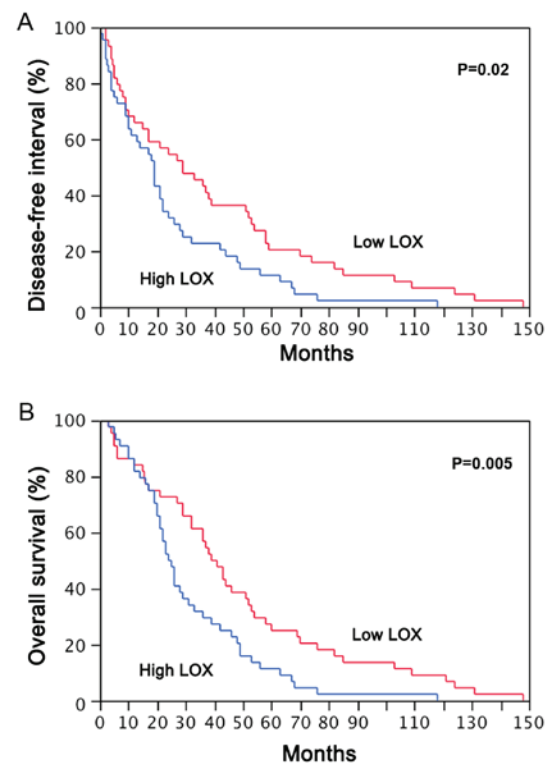 A
Disease-free interval (%)
100
80
60
40
20
0
P=0.02
Low LOX
High LOX
0 10 20 30 40 50 60 70 80 90 110 130 150
Months
B
Overall survival (%)
100
80
60
40
20
0
P=0.005
Low LOX
High LOX
0 10 20 30 40 50 60 70 80 90 110 130 150
Months